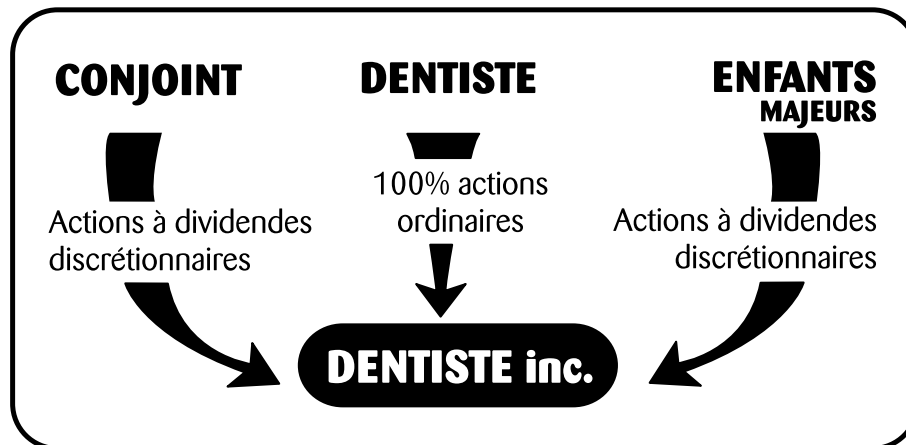 CONJOINT
DENTISTE
ENFANTS
MAJEURS
Actions à dividendes
discrétionnaires
100% actions
ordinaires
Actions à dividendes
discrétionnaires
DENTISTE inc.